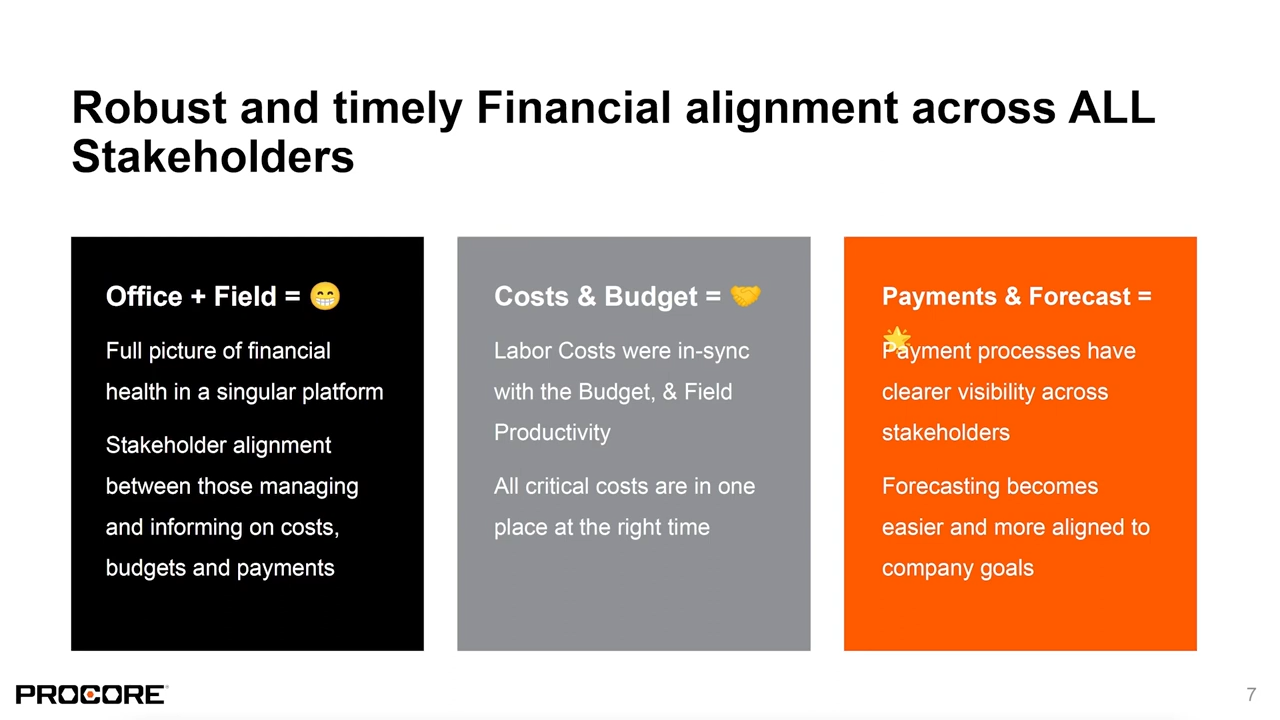 Robust and timely Financial alignment across ALL
Stakeholders
Office + Field = 😁
Full picture of financial
health in a singular platform
Stakeholder alignment
between those managing
and informing on costs,
budgets and payments
Costs & Budget = 🤝
Labor Costs were in-sync
with the Budget, & Field
Productivity
All critical costs are in one
place at the right time
Payments & Forecast =
🌟
Payment processes have
clearer visibility across
stakeholders
Forecasting becomes
easier and more aligned to
company goals
PROCORE
7